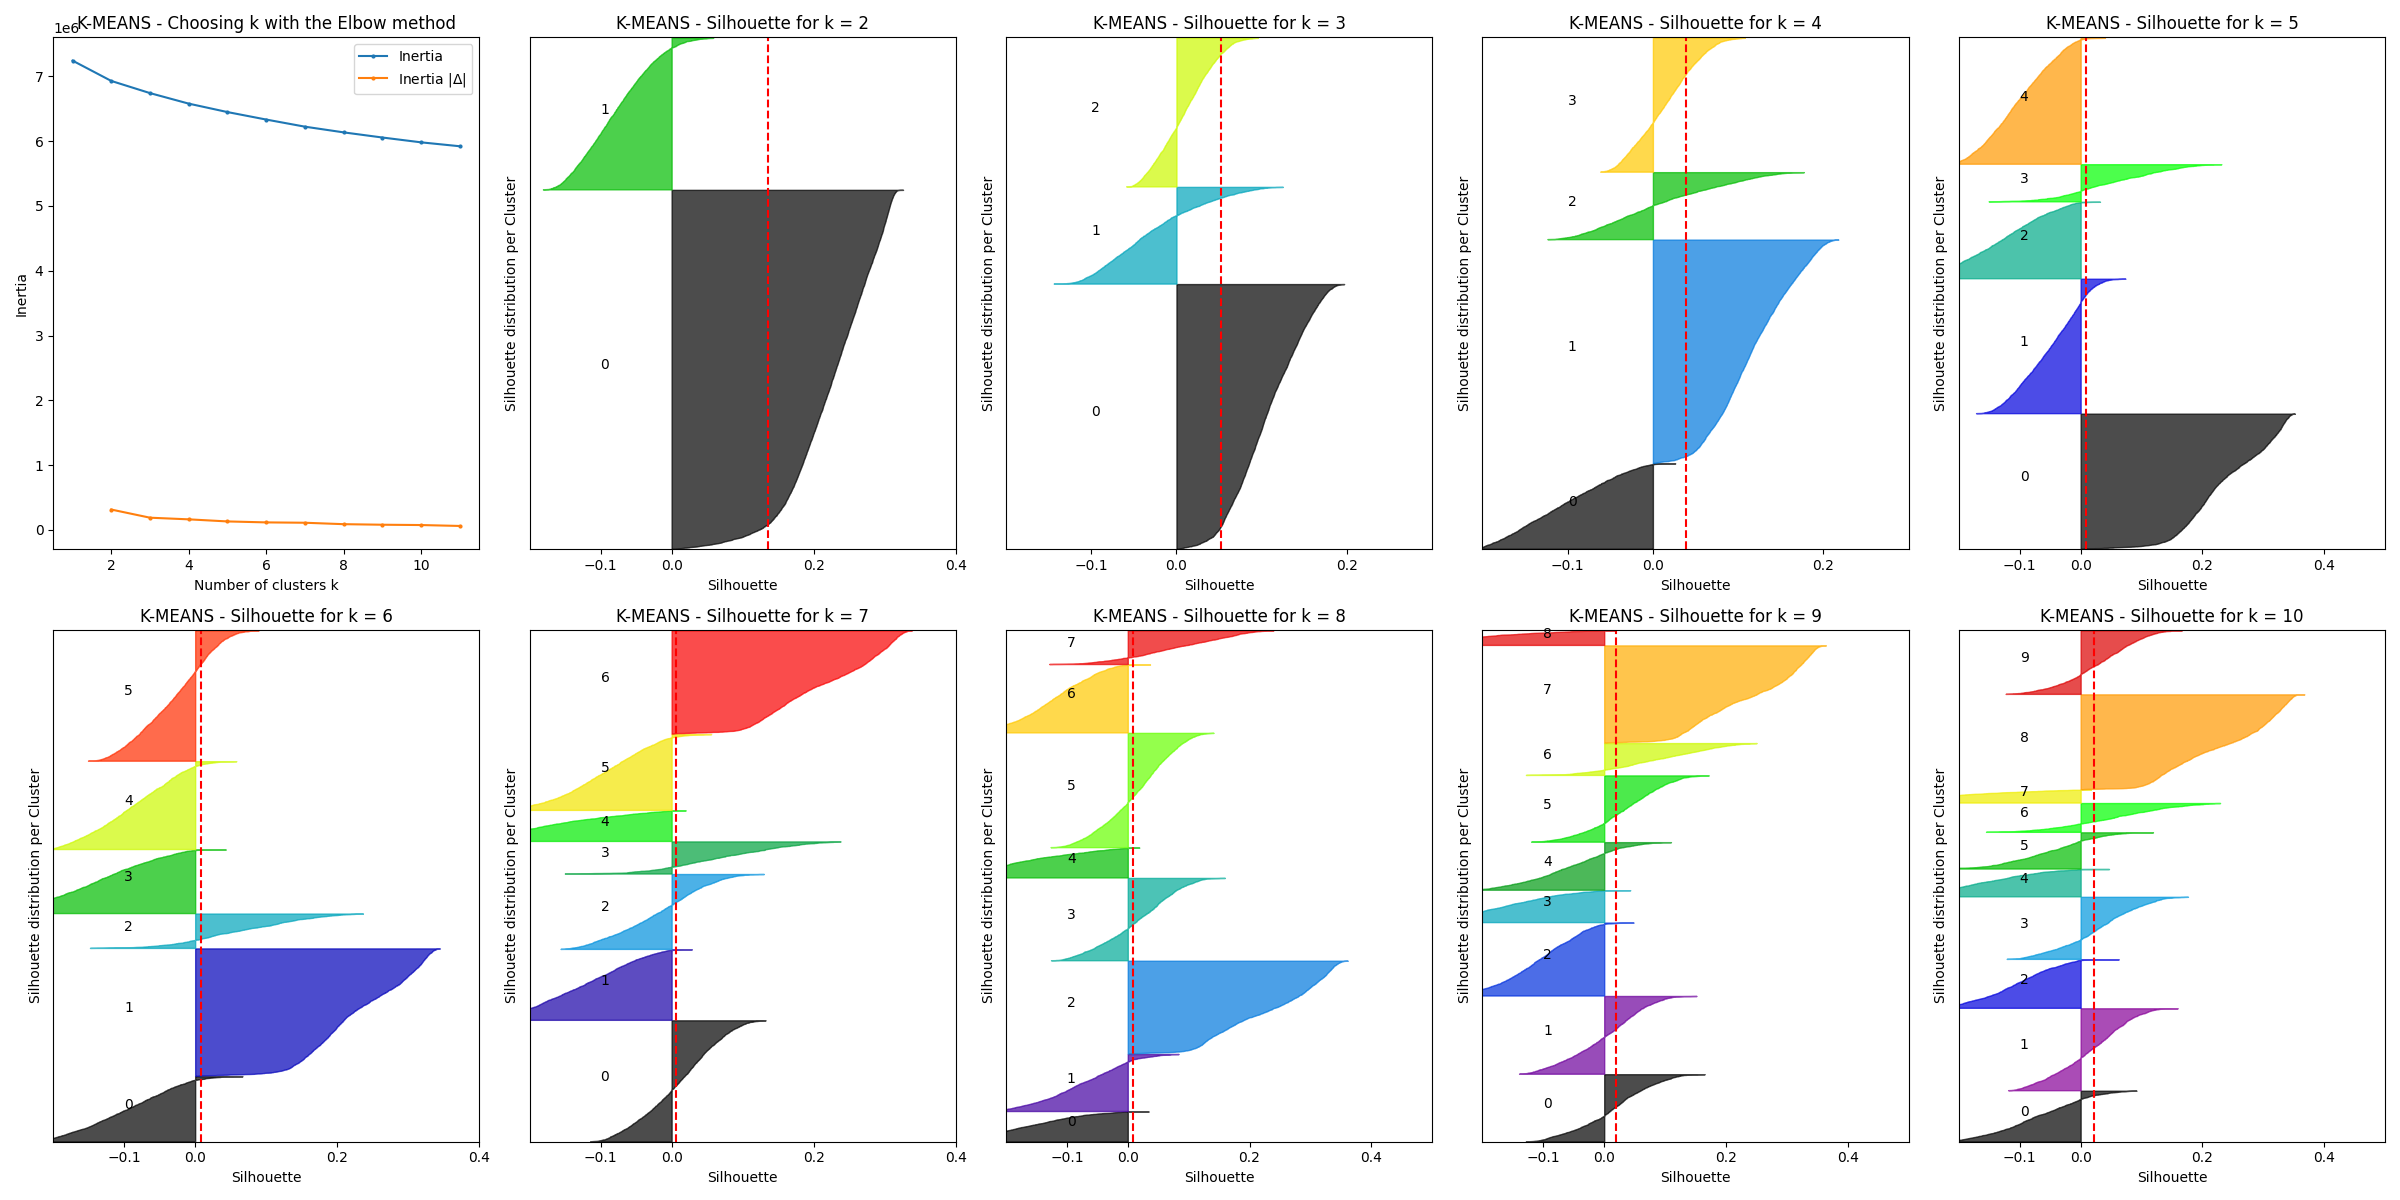 K-MEANS - Choosing k with the Elbow method
1e6
Inertia
Inertia |Δ|
7
6
5
4
3
2
1
0
Inertia
2 4 6 8 10
Number of clusters k
K-MEANS - Silhouette for k = 2
Silhouette distribution per Cluster
1
0
−0.1 0.0 0.2 0.4
Silhouette
K-MEANS - Silhouette for k = 3
Silhouette distribution per Cluster
2
1
0
−0.1 0.0 0.2
Silhouette
K-MEANS - Silhouette for k = 4
Silhouette distribution per Cluster
3
2
1
0
−0.1 0.0 0.2
Silhouette
K-MEANS - Silhouette for k = 5
Silhouette distribution per Cluster
4
3
2
1
0
−0.1 0.0 0.2 0.4
Silhouette
K-MEANS - Silhouette for k = 6
Silhouette distribution per Cluster
5
4
3
2
1
0
−0.1 0.0 0.2 0.4
Silhouette
K-MEANS - Silhouette for k = 7
Silhouette distribution per Cluster
6
5
4
3
2
1
0
−0.1 0.0 0.2 0.4
Silhouette
K-MEANS - Silhouette for k = 8
Silhouette distribution per Cluster
7
6
5
4
3
2
1
0
−0.1 0.0 0.2 0.4
Silhouette
K-MEANS - Silhouette for k = 9
Silhouette distribution per Cluster
8
7
6
5
4
3
2
1
0
−0.1 0.0 0.2 0.4
Silhouette
K-MEANS - Silhouette for k = 10
Silhouette distribution per Cluster
9
8
7
6
5
4
3
2
1
0
−0.1 0.0 0.2 0.4
Silhouette